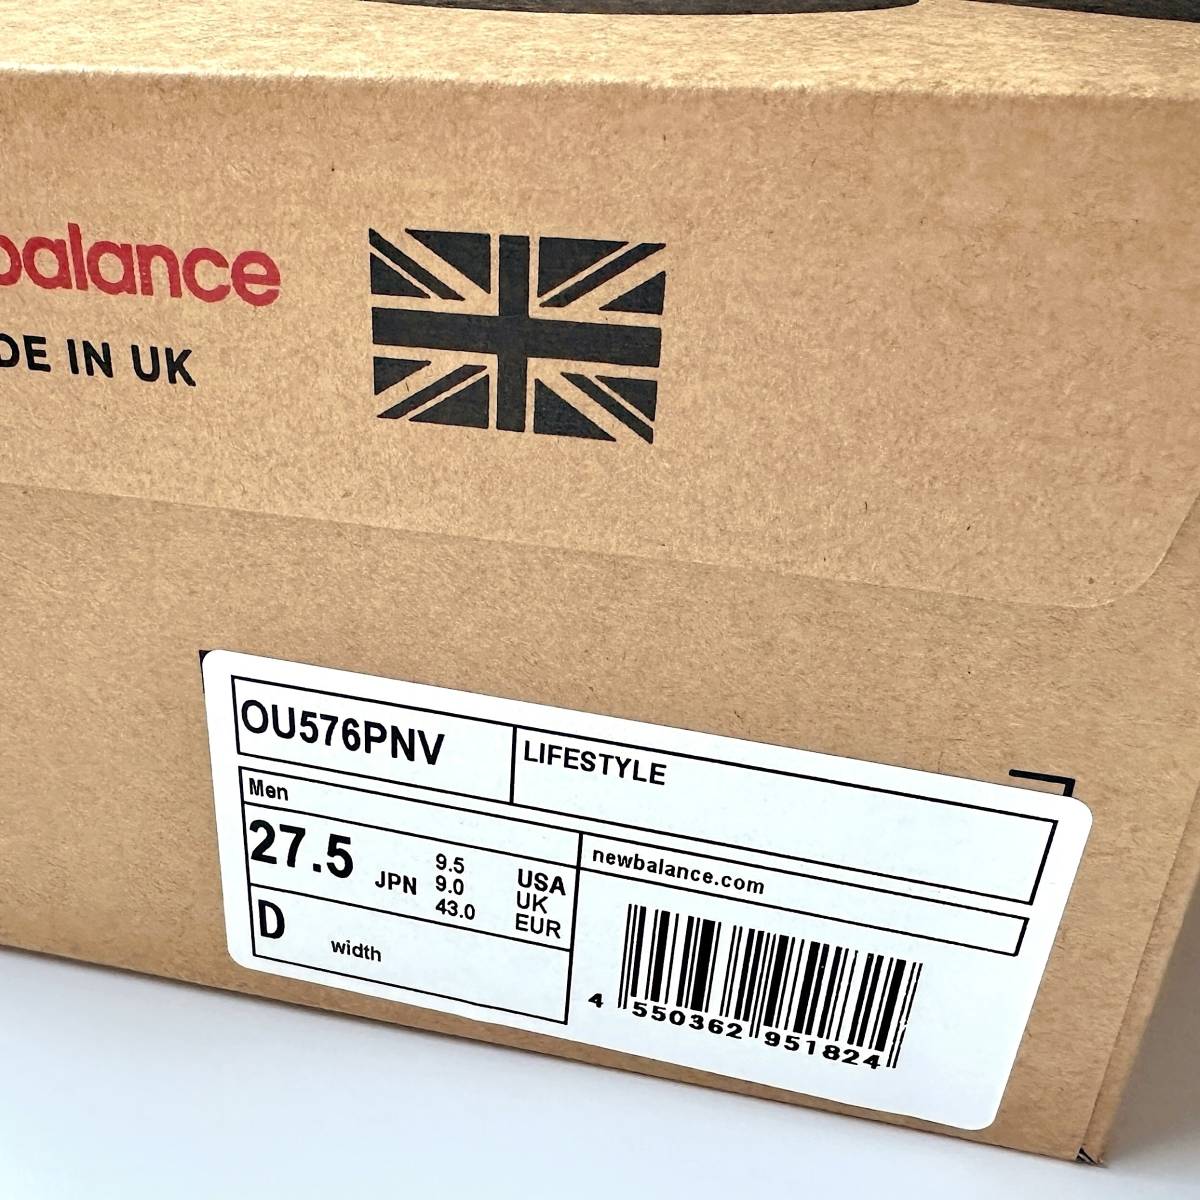 balance
DE IN UK
OU576PNV
LIFESTYLE
Men
27.5 JPN
9.5 USA
9.0 UK
43.0 EUR
D width
newbalance.com
4 550362 951824